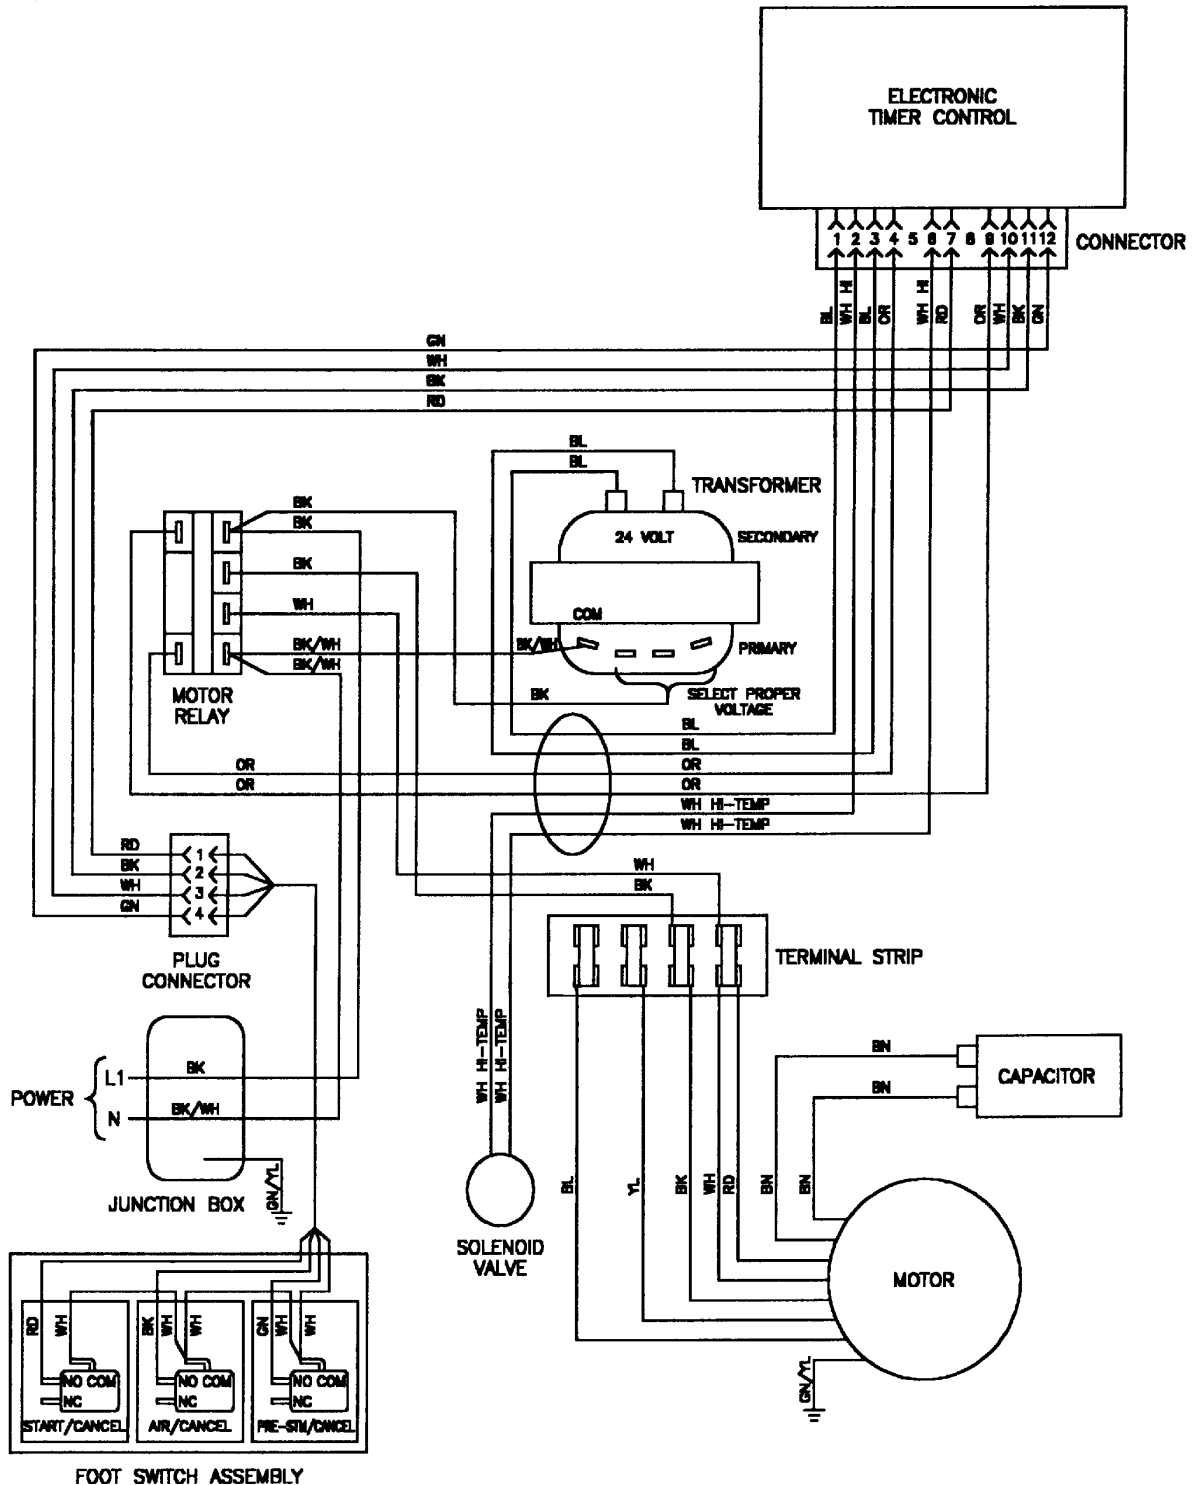 ELECTRONIC
TIMER CONTROL
1 2 3 4 5 6 7 8 9 10 11 12
CONNECTOR
BL
WH HI
BL
OR
WH HI
RD
OR
WH
BK
GN
GN
WH
BK
RD
BL
BL
TRANSFORMER
24 VOLT
SECONDARY
COM
PRIMARY
SELECT PROPER
VOLTAGE
BK
BK
BK
WH
BK/WH
BK/WH
BK/WH
BK
MOTOR
RELAY
BL
BL
OR
OR
OR
OR
WH HI-TEMP
WH HI-TEMP
WH
BK
RD
BK
WH
GN
1
2
3
4
PLUG
CONNECTOR
TERMINAL STRIP
POWER
L1
N
BK
BK/WH
GN/YL
JUNCTION BOX
WH HI-TEMP
WH HI-TEMP
SOLENOID
VALVE
BN
BN
CAPACITOR
BL
YL
BK
WH
RD
BN
BN
MOTOR
GN/YL
RD
WH
BK
WH
WH
GN
WH
WH
NO COM
NC
START/CANCEL
NO COM
NC
AIR/CANCEL
NO COM
NC
PRE-STM/CANCEL
FOOT SWITCH ASSEMBLY